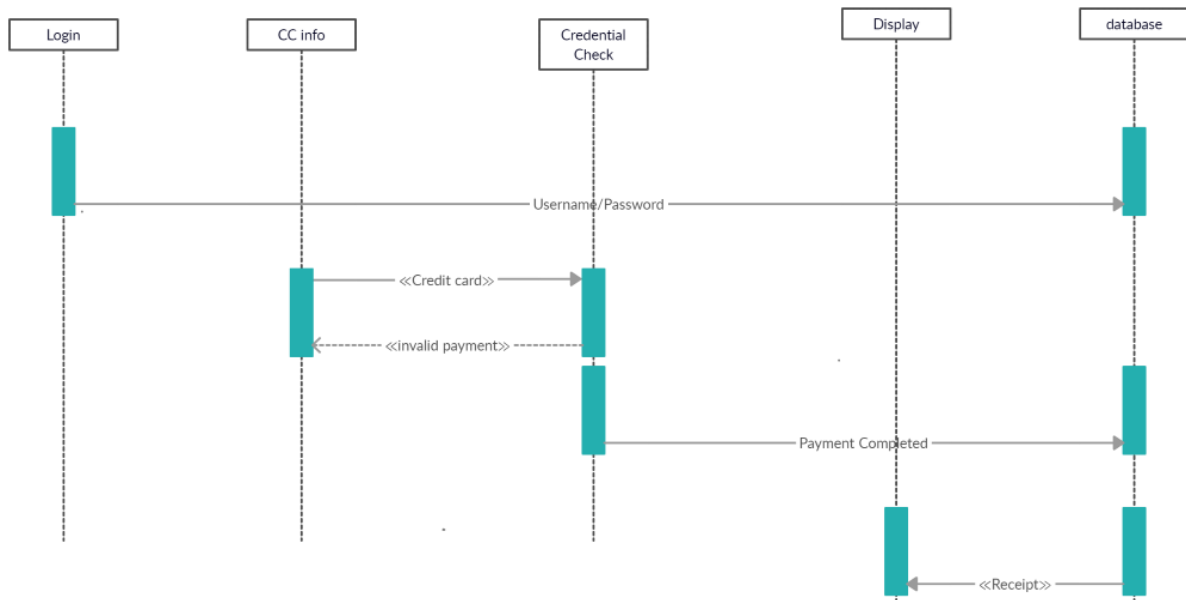 Login
CC info
Credential
Check
Display
database
Username/Password
≪Credit card≫
≪invalid payment≫
Payment Completed
≪Receipt≫